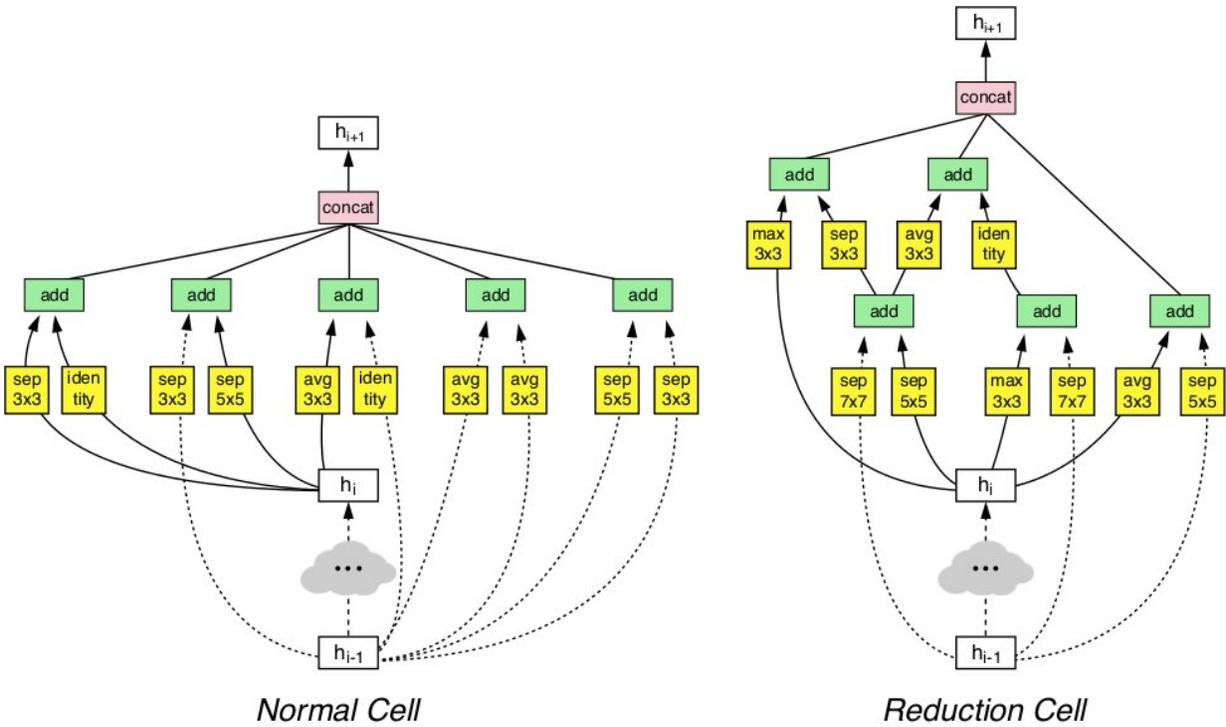 h_{i+1}
concat
add add add add add
sep
3x3
iden
tity
sep
3x3
sep
5x5
avg
3x3
iden
tity
avg
3x3
avg
3x3
sep
5x5
sep
3x3
h_i
...
h_{i-1}
Normal Cell
h_{i+1}
concat
add add
max
3x3
sep
3x3
avg
3x3
iden
tity
add add add
sep
7x7
sep
5x5
max
3x3
sep
7x7
avg
3x3
sep
5x5
h_i
...
h_{i-1}
Reduction Cell